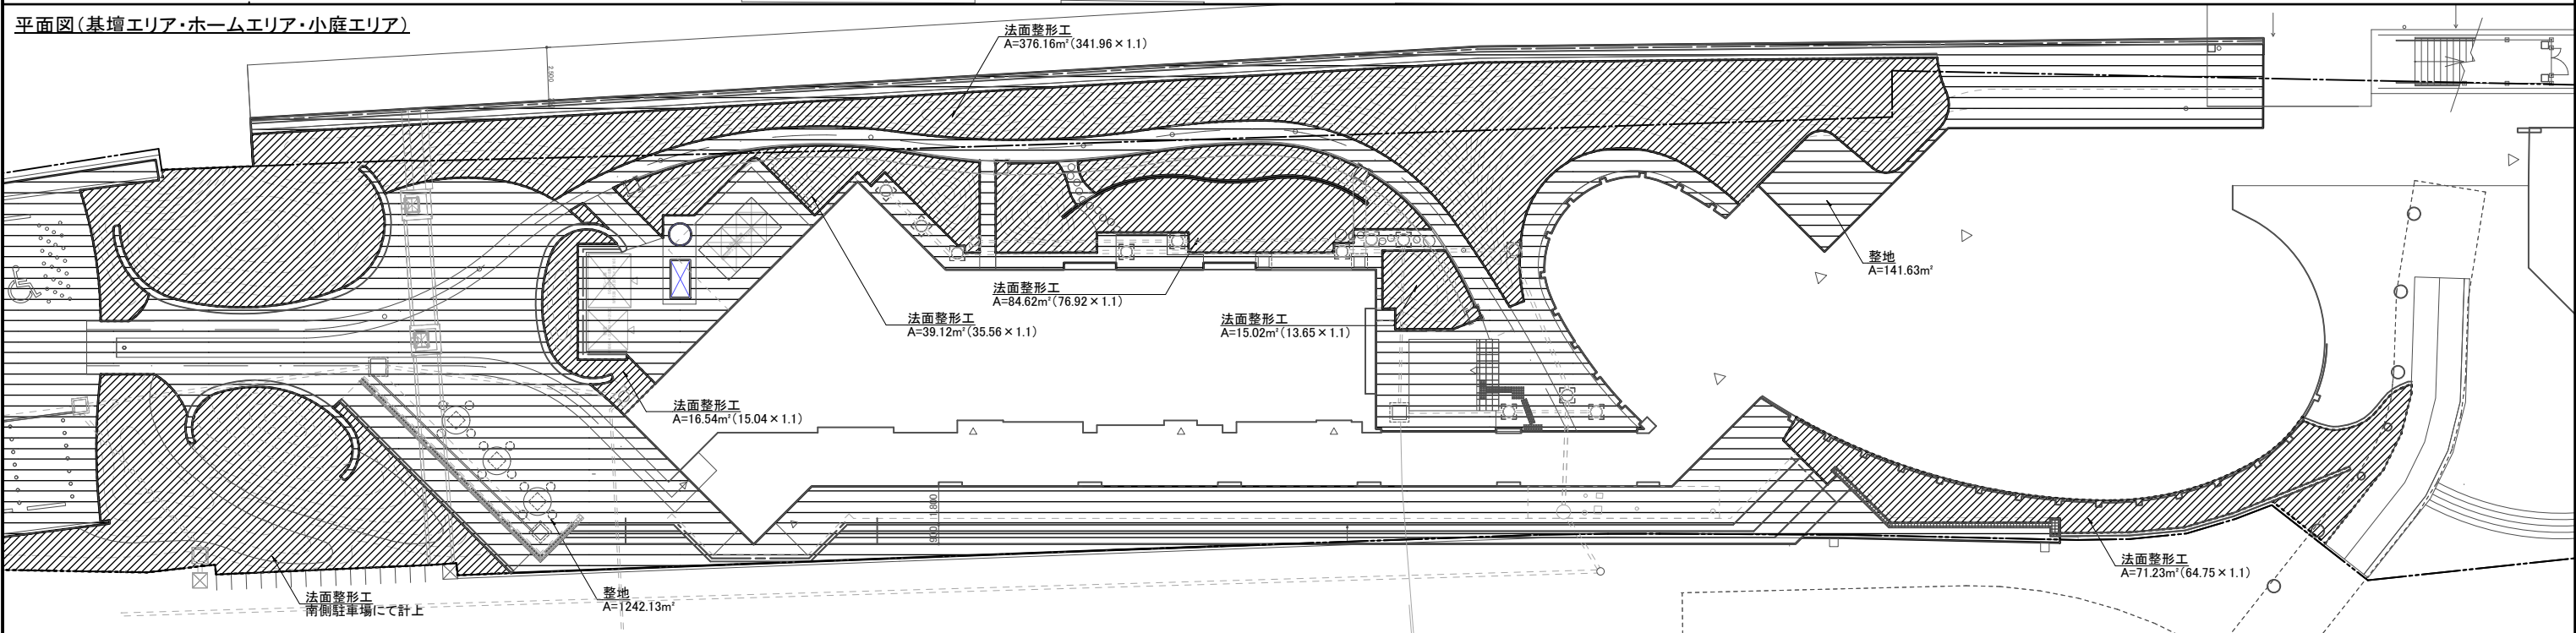 平面図(基壇エリア・ホームエリア・小庭エリア)
法面整形工
A=376.16㎡(341.96×1.1)
2,500
整地
A=141.63㎡
法面整形工
A=84.62㎡(76.92×1.1)
法面整形工
A=39.12㎡(35.56×1.1)
法面整形工
A=15.02㎡(13.65×1.1)
法面整形工
A=16.54㎡(15.04×1.1)
900 1,800
法面整形工
A=71.23㎡(64.75×1.1)
法面整形工
南側駐車場にて計上
整地
A=1242.13㎡